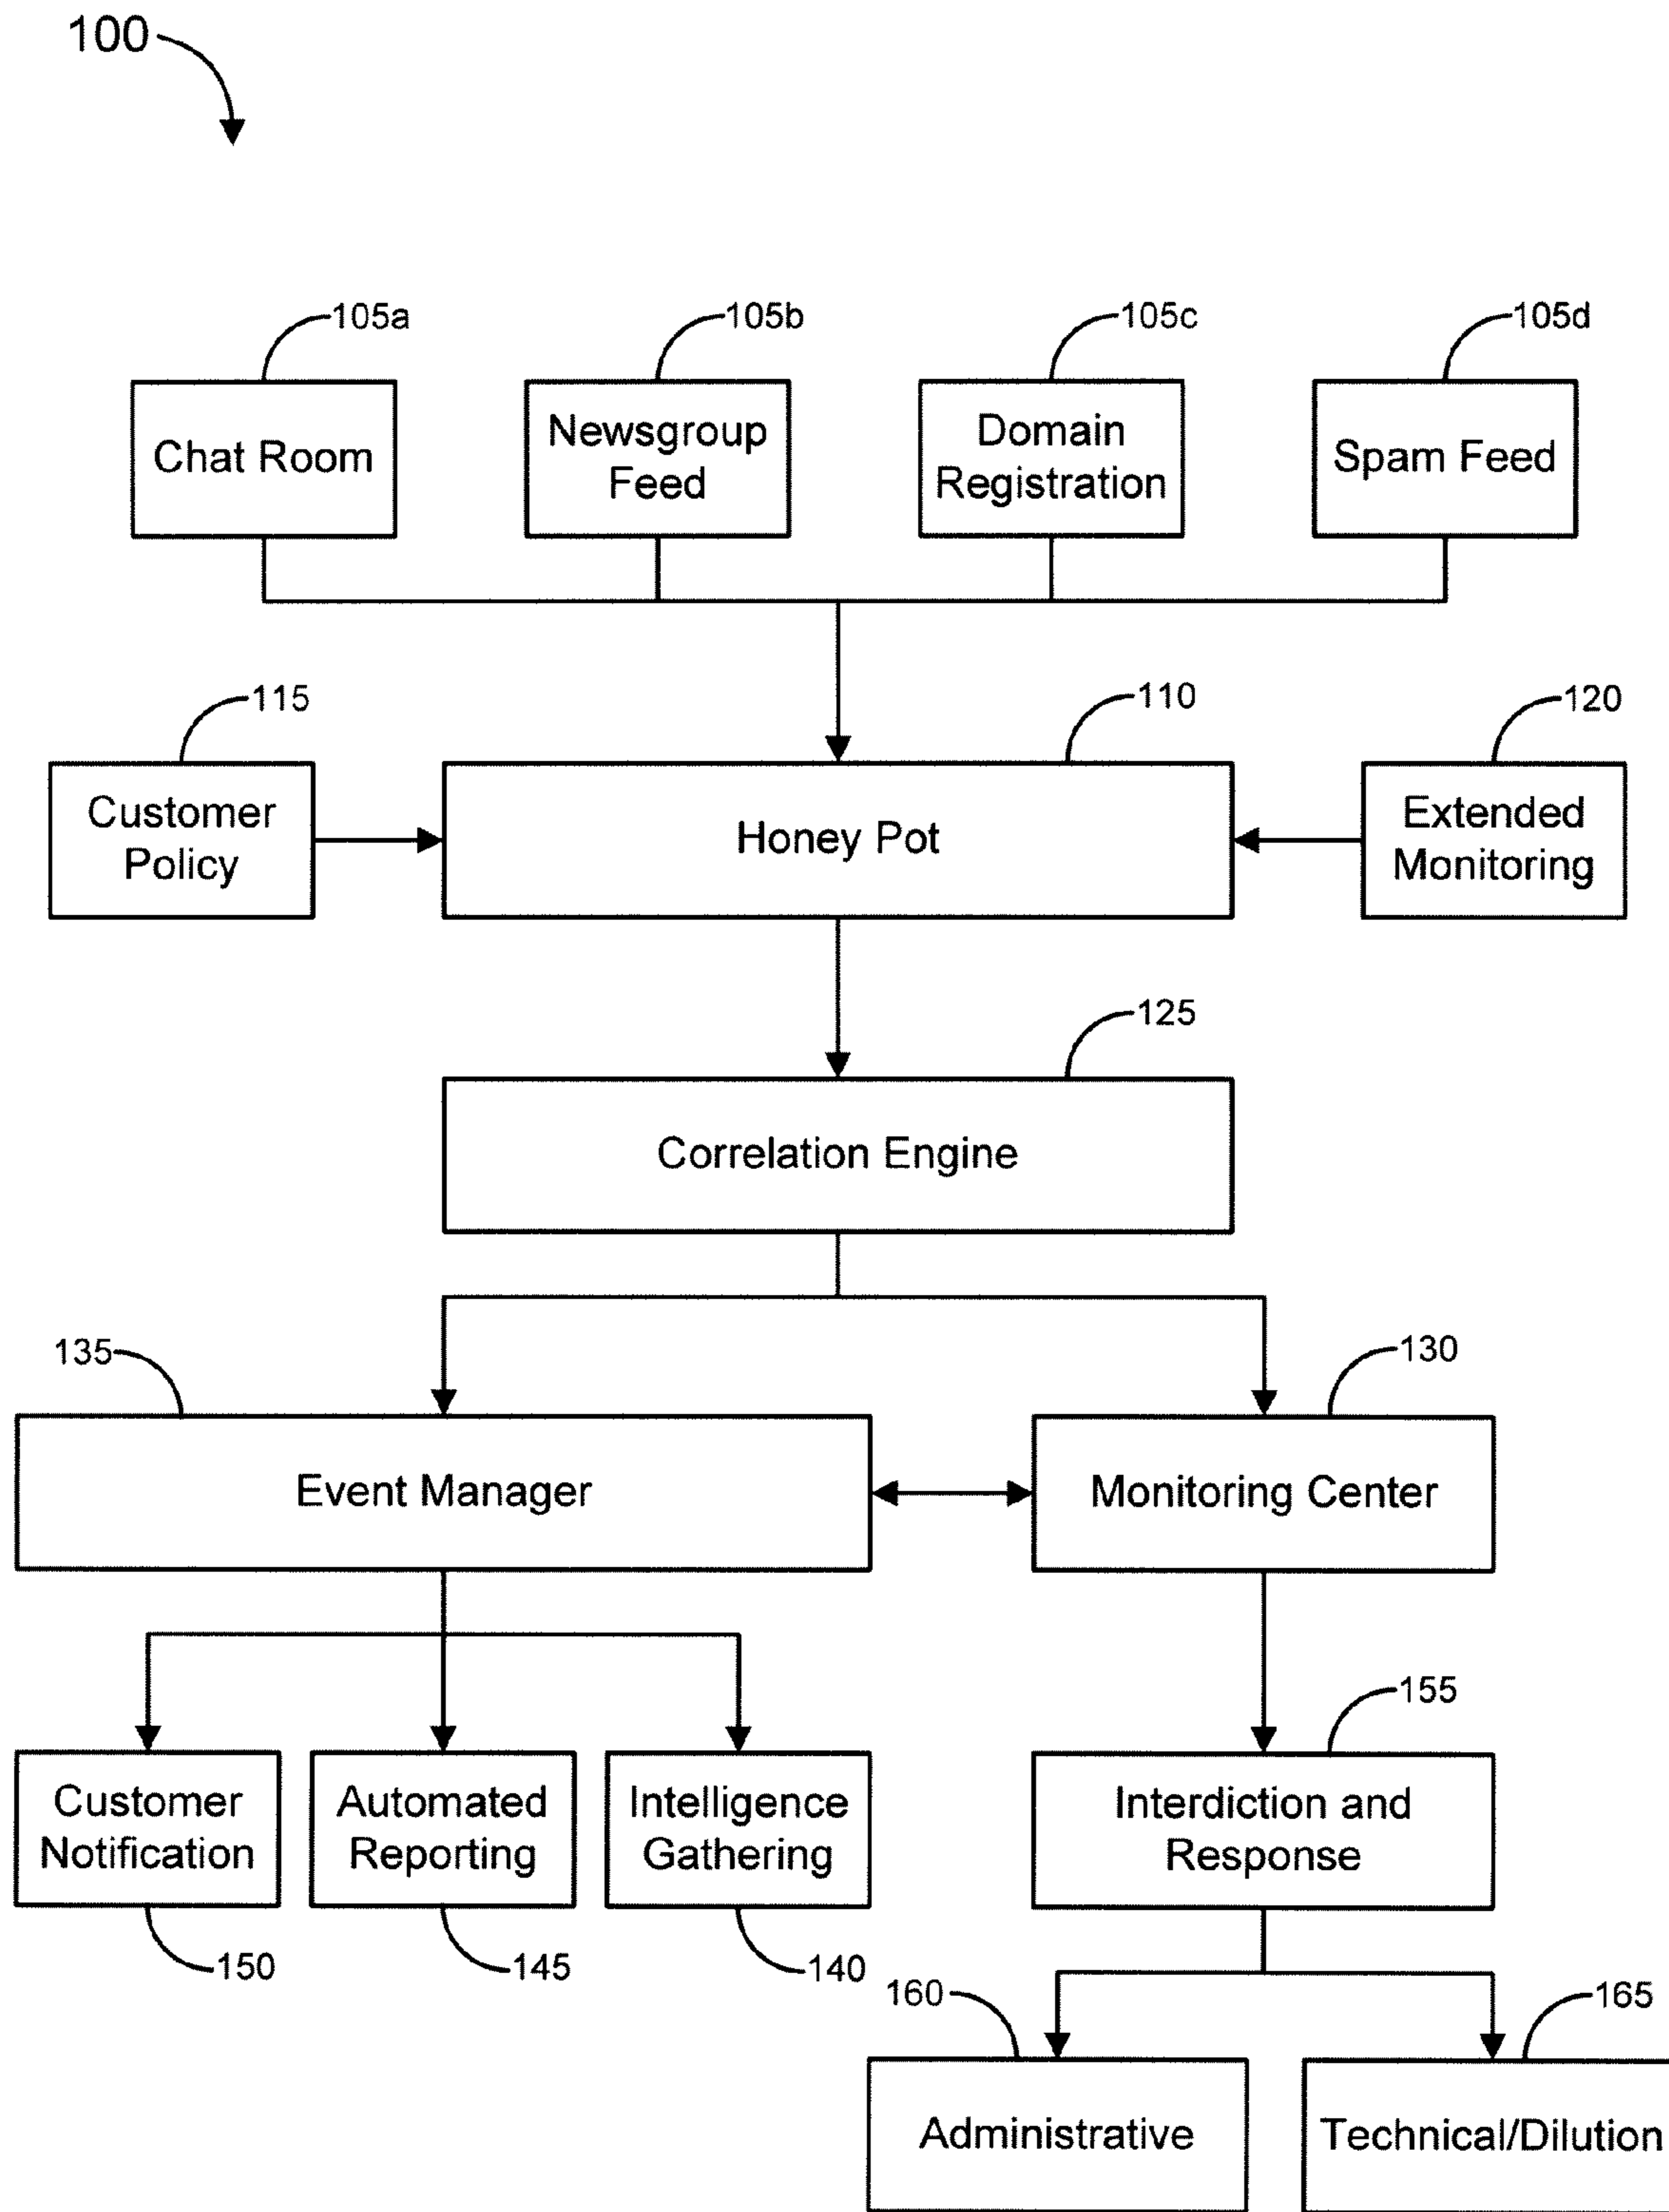 100
105a
105b
105c
105d
Chat Room
Newsgroup
Feed
Domain
Registration
Spam Feed
115
110
120
Customer
Policy
Honey Pot
Extended
Monitoring
125
Correlation Engine
135
130
Event Manager
Monitoring Center
155
Customer
Notification
Automated
Reporting
Intelligence
Gathering
Interdiction and
Response
150
145
140
160
165
Administrative
Technical/Dilution